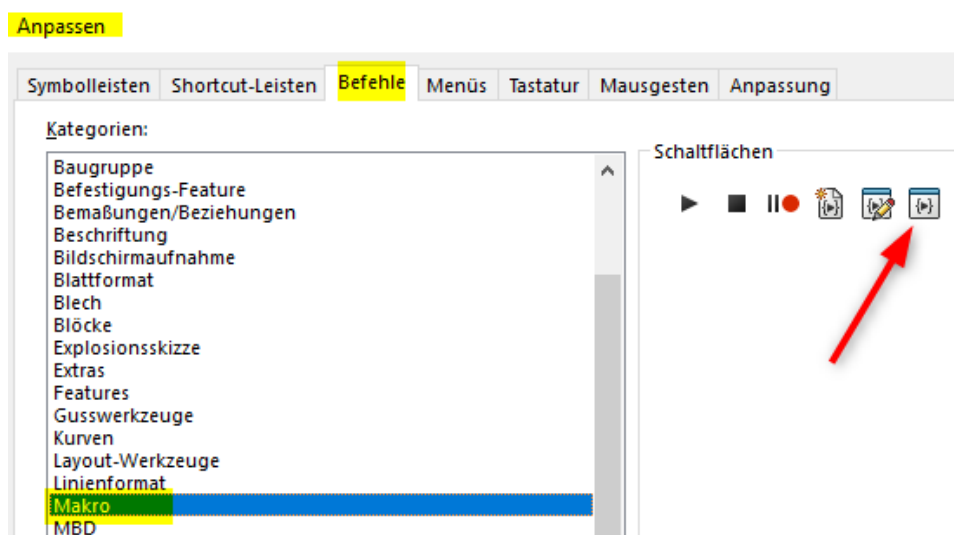 Anpassen
Symbolleisten Shortcut-Leisten Befehle Menüs Tastatur Mausgesten Anpassung
Kategorien:
Schaltflächen
Baugruppe
Befestigungs-Feature
Bemaßungen/Beziehungen
Beschriftung
Bildschirmaufnahme
Blattformat
Blech
Blöcke
Explosionsskizze
Extras
Features
Gusswerkzeuge
Kurven
Layout-Werkzeuge
Linienformat
Makro
MBD